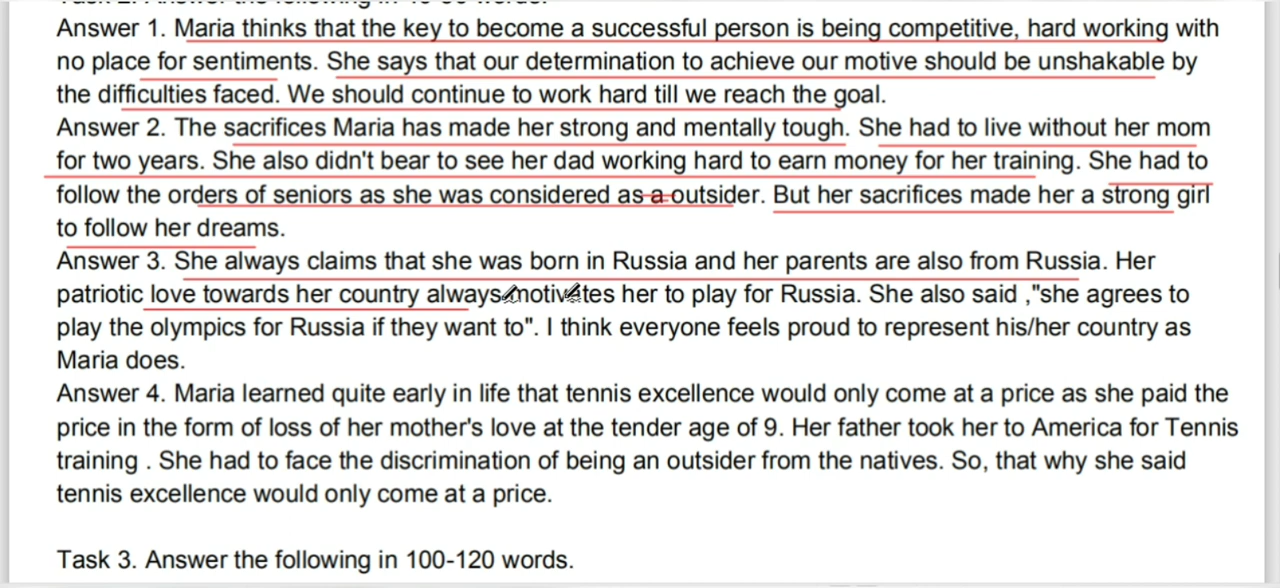 Answer 1. Maria thinks that the key to become a successful person is being competitive, hard working with
no place for sentiments. She says that our determination to achieve our motive should be unshakable by
the difficulties faced. We should continue to work hard till we reach the goal.
Answer 2. The sacrifices Maria has made her strong and mentally tough. She had to live without her mom
for two years. She also didn't bear to see her dad working hard to earn money for her training. She had to
follow the orders of seniors as she was considered as a outsider. But her sacrifices made her a strong girl
to follow her dreams.
Answer 3. She always claims that she was born in Russia and her parents are also from Russia. Her
patriotic love towards her country always motivates her to play for Russia. She also said ,"she agrees to
play the olympics for Russia if they want to". I think everyone feels proud to represent his/her country as
Maria does.
Answer 4. Maria learned quite early in life that tennis excellence would only come at a price as she paid the
price in the form of loss of her mother's love at the tender age of 9. Her father took her to America for Tennis
training . She had to face the discrimination of being an outsider from the natives. So, that why she said
tennis excellence would only come at a price.
Task 3. Answer the following in 100-120 words.